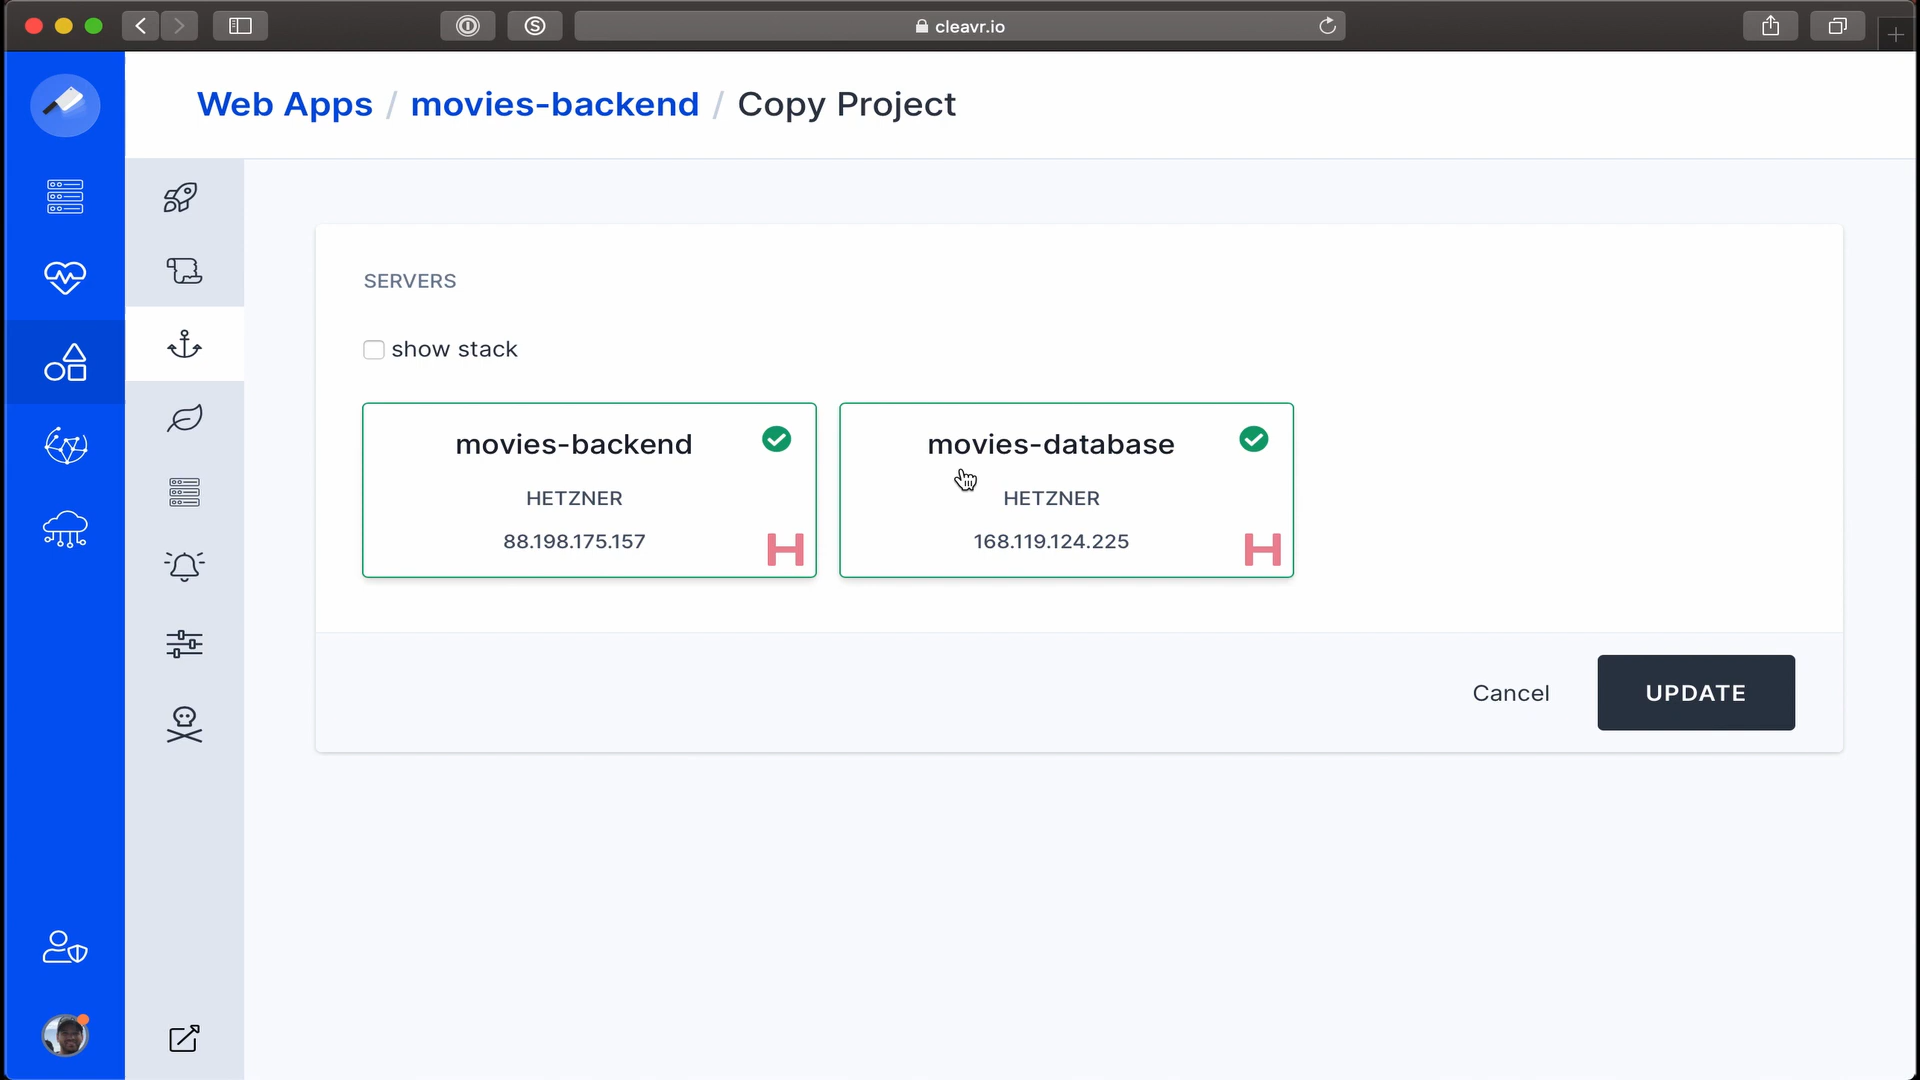 cleavr.io
Web Apps / movies-backend / Copy Project
SERVERS
show stack
movies-backend
HETZNER
88.198.175.157
movies-database
HETZNER
168.119.124.225
Cancel
UPDATE